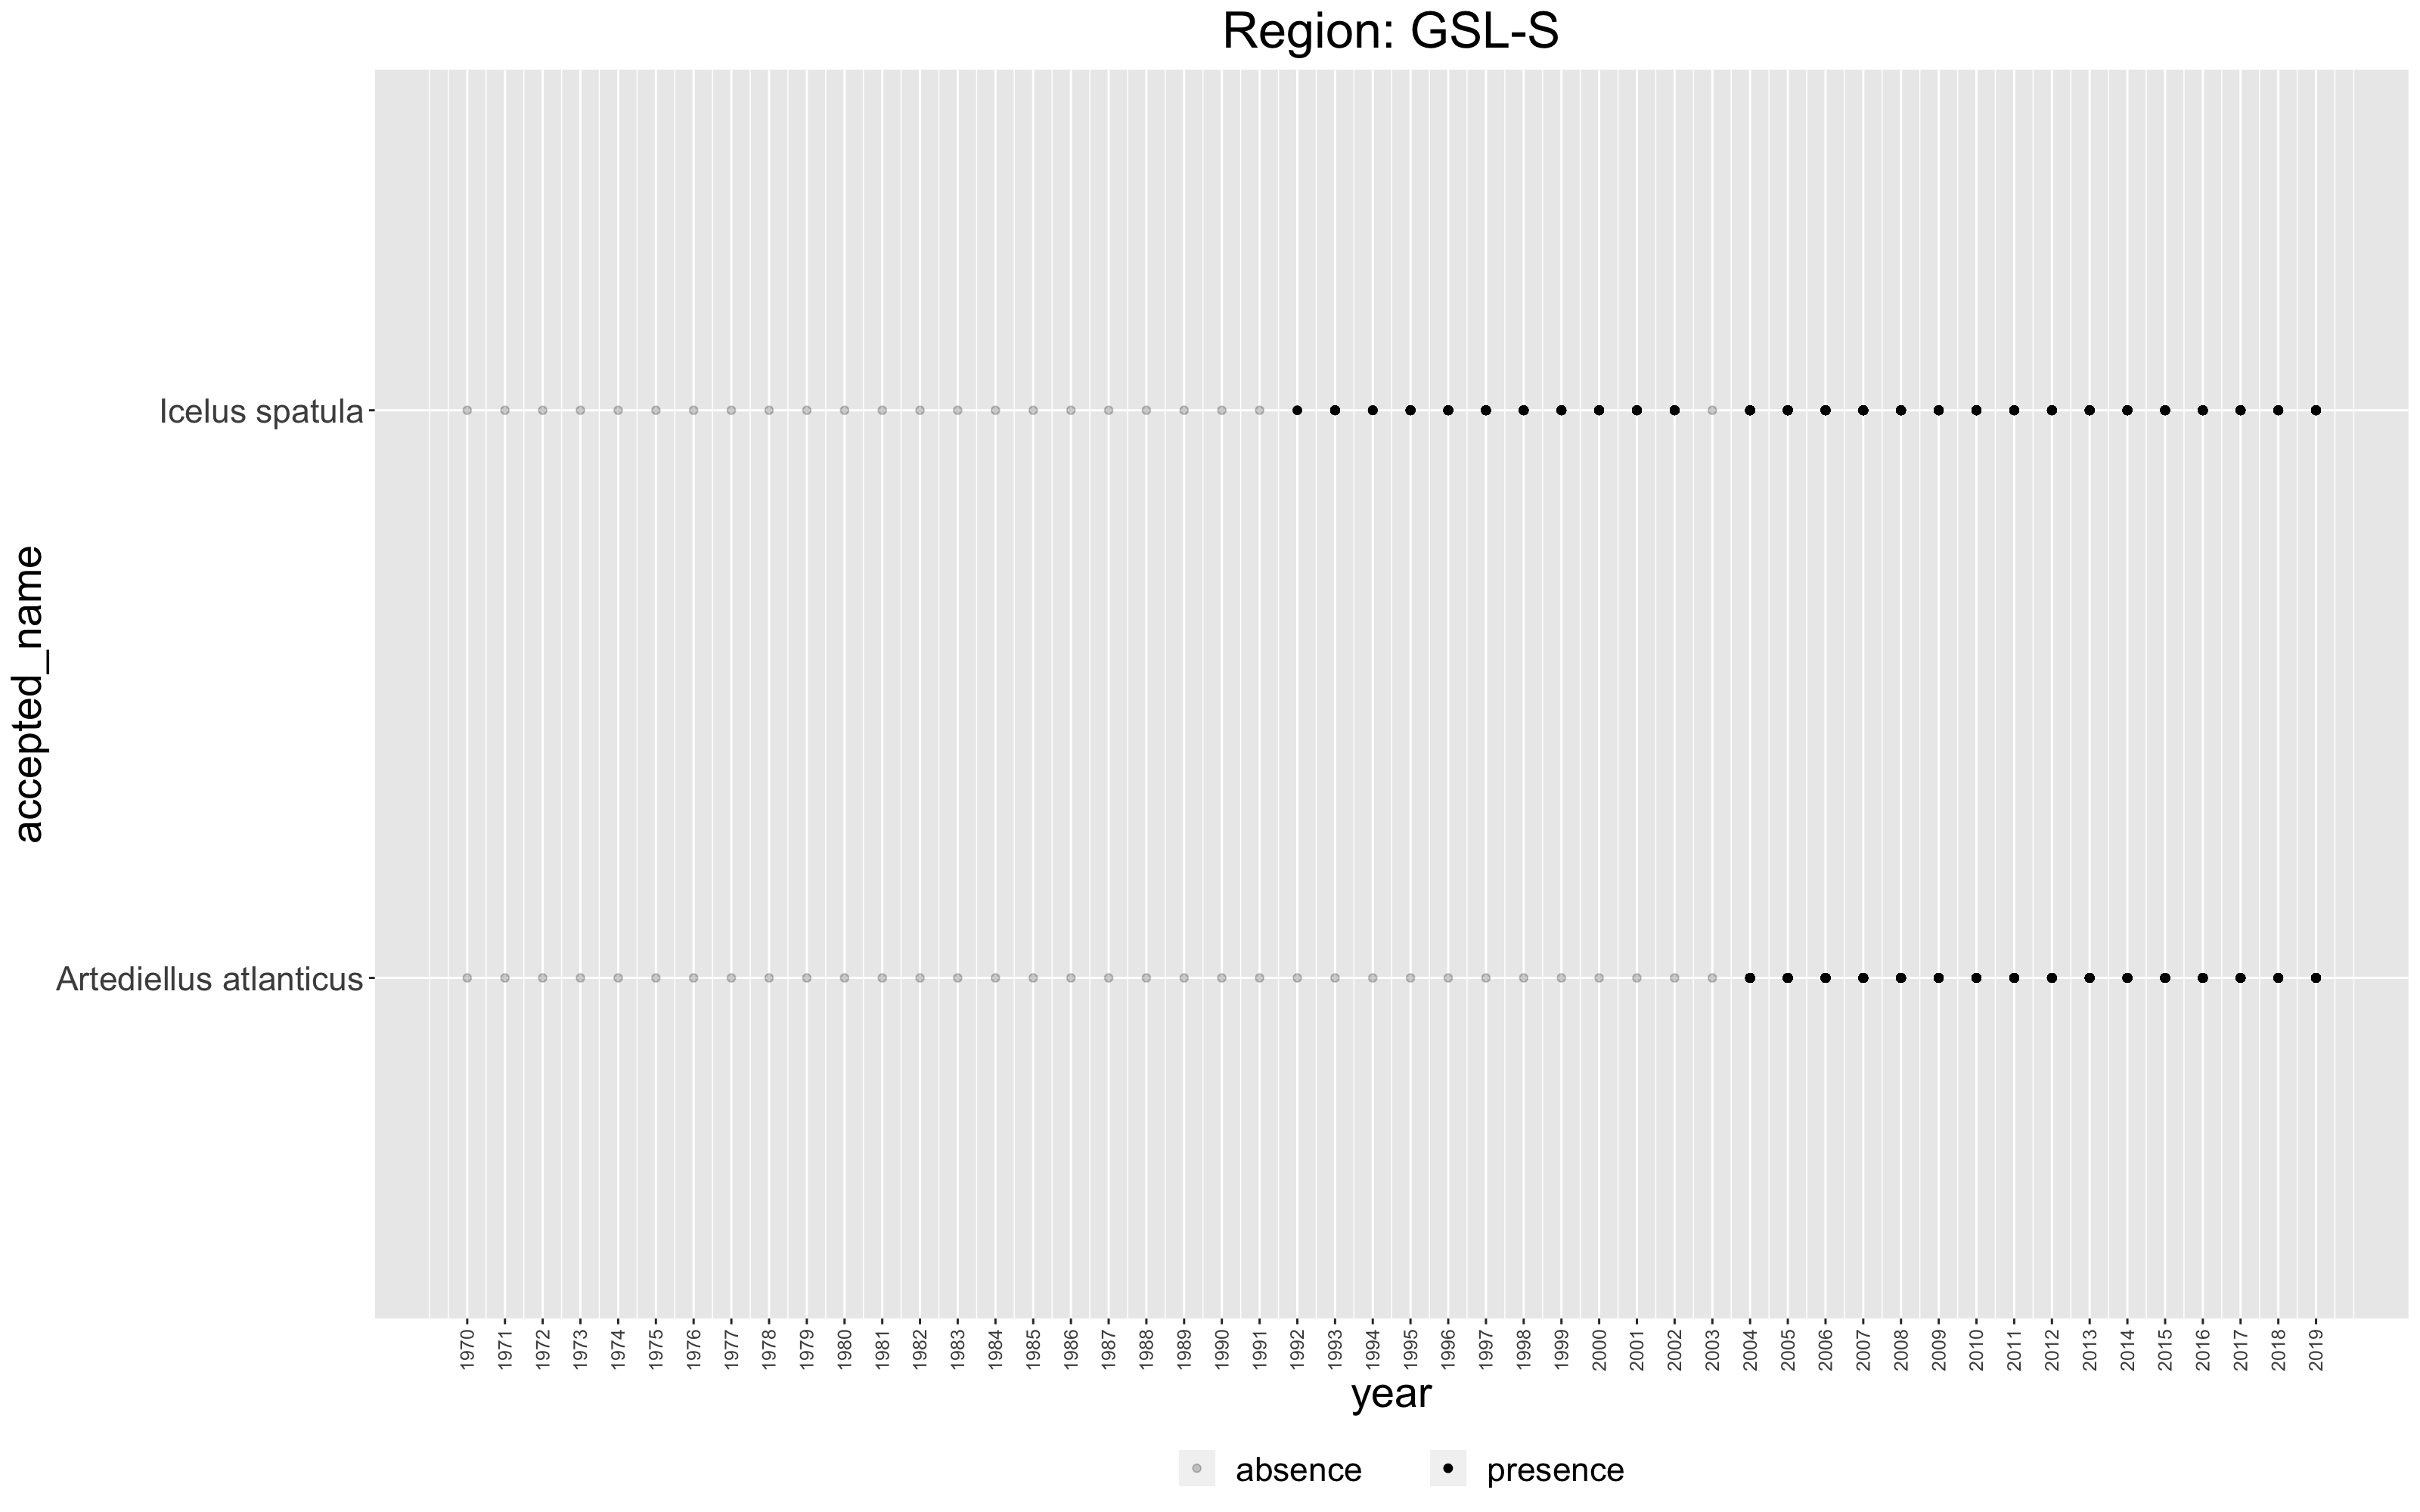 Region: GSL-S
accepted_name
Icelus spatula
Artediellus atlanticus
1970 1971 1972 1973 1974 1975 1976 1977 1978 1979 1980 1981 1982 1983 1984 1985 1986 1987 1988 1989 1990 1991 1992 1993 1994 1995 1996 1997 1998 1999 2000 2001 2002 2003 2004 2005 2006 2007 2008 2009 2010 2011 2012 2013 2014 2015 2016 2017 2018 2019
year
absence presence